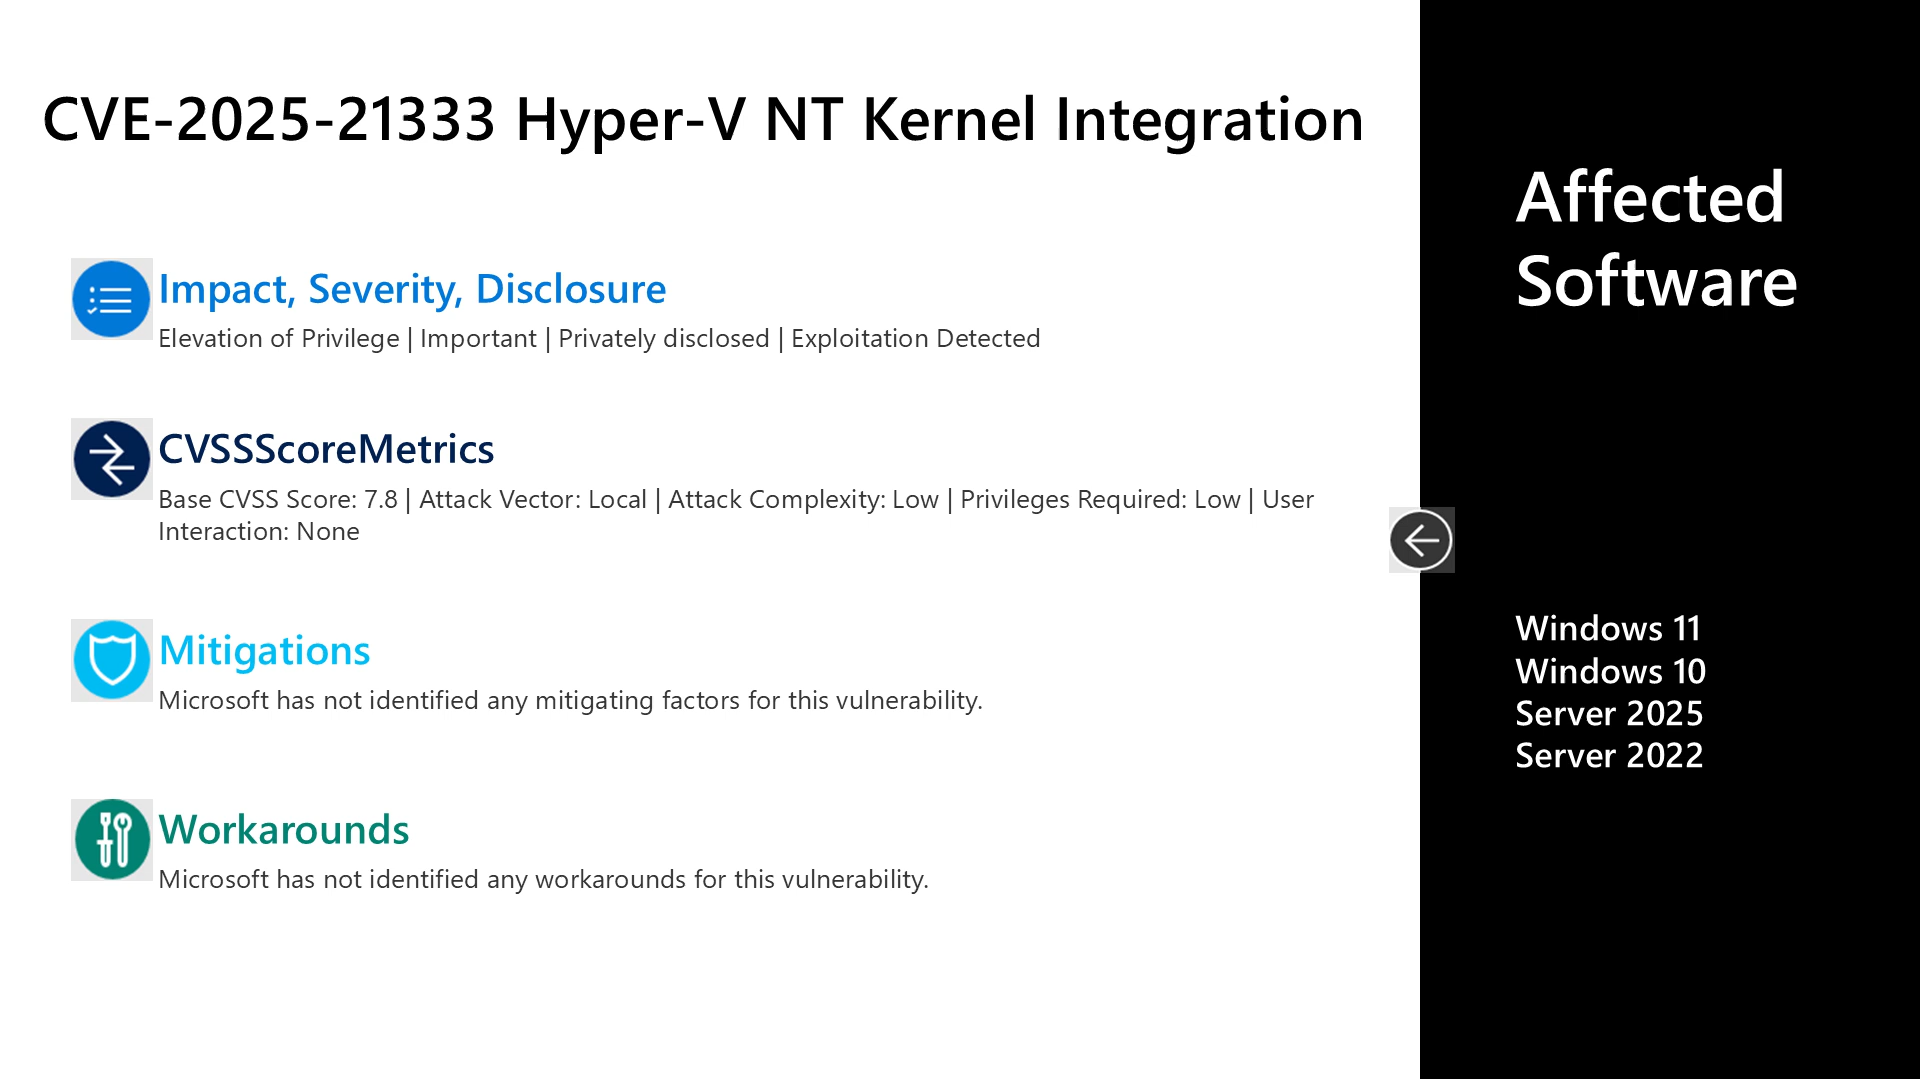 CVE-2025-21333 Hyper-V NT Kernel Integration
Impact, Severity, Disclosure
Elevation of Privilege | Important | Privately disclosed | Exploitation Detected
CVSSScoreMetrics
Base CVSS Score: 7.8 | Attack Vector: Local | Attack Complexity: Low | Privileges Required: Low | User
Interaction: None
Mitigations
Microsoft has not identified any mitigating factors for this vulnerability.
Workarounds
Microsoft has not identified any workarounds for this vulnerability.
Affected
Software
Windows 11
Windows 10
Server 2025
Server 2022